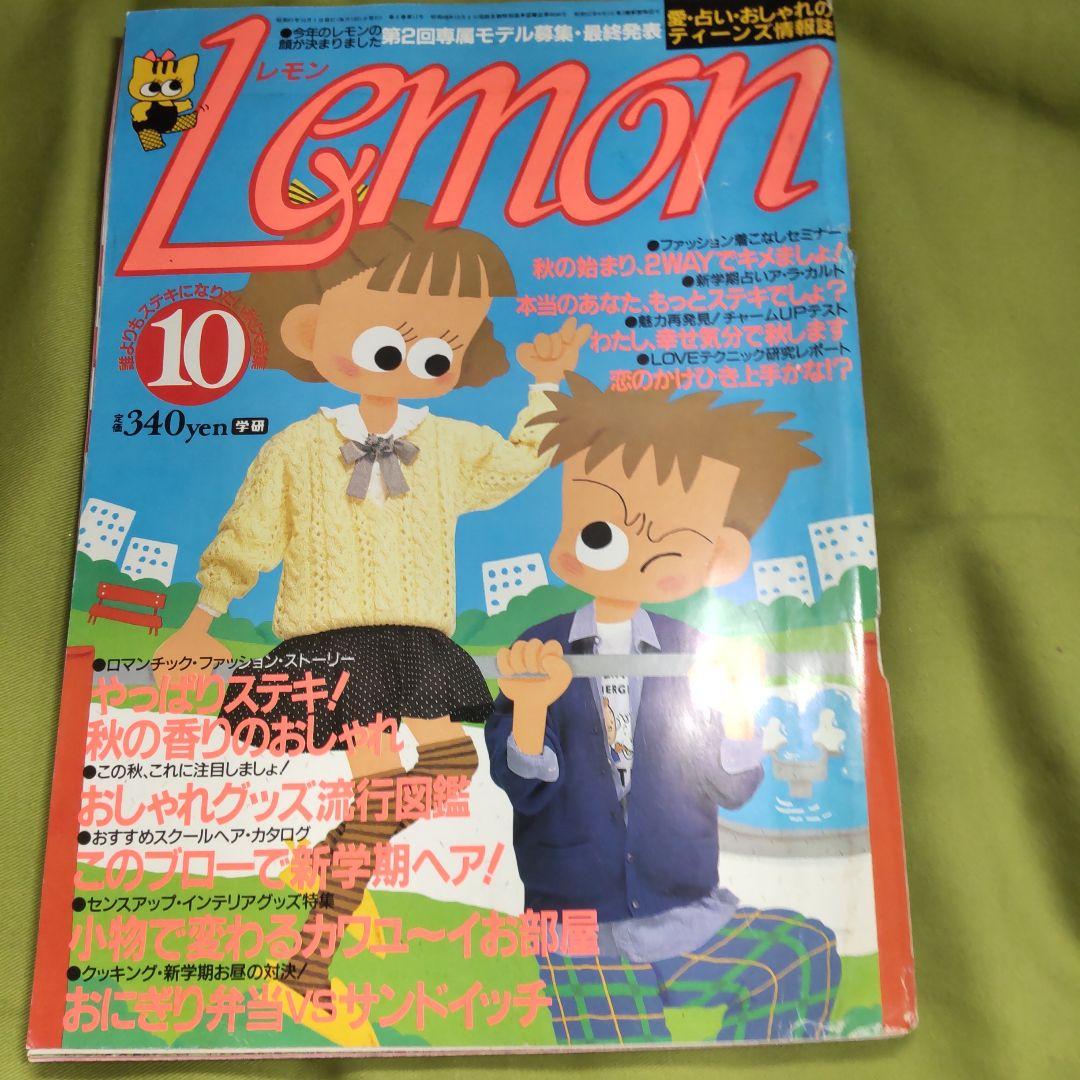 ●今年のレモンの
顔が決まりました
第2回専属モデル募集・最終発表
愛・占い・おしゃれの
ティーンズ情報誌
レモン
Lemon
●ファッション着こなしセミナー
秋の始まり、2WAYでキメましょ!
●新学期占いア・ラ・カルト
本当のあなた、もっとステキでしょ?
●魅力再発見!チャームUPテスト
わたし、幸せ気分で秋します
●LOVEテクニック研究レポート
恋のかけひき上手かな!?
誰よりもステキになりたい
10
定価340yen 学研
●ロマンチック・ファッション・ストーリー
やっぱりステキ!
秋の香りのおしゃれ
●この秋、これに注目しましょ!
おしゃれグッズ流行図鑑
●おすすめスクールヘア・カタログ
このブローで新学期ヘア!
●センスアップ・インテリアグッズ特集
小物で変わるカワユ〜イお部屋
●クッキング・新学期お昼の対決!
おにぎり弁当VSサンドイッチ